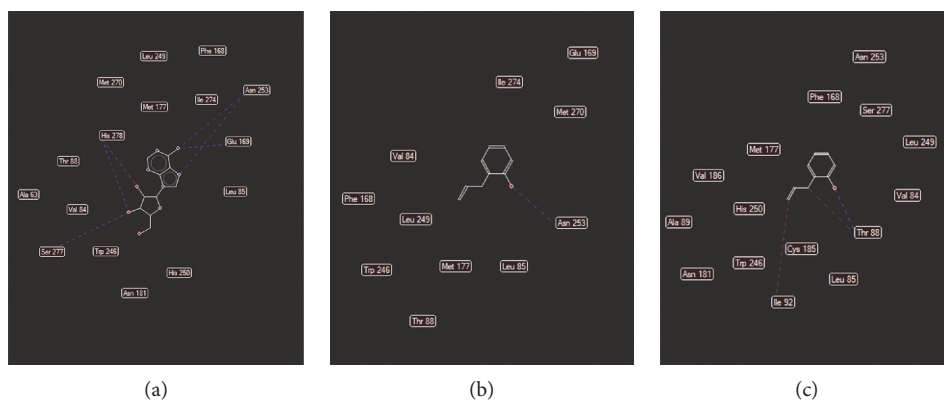 Leu 249
Phe 168
Met 270
Asn 253
Met 177
Ile 274
His 278
Glu 169
Thr 88
Ala 63
Leu 85
Val 84
Ser 277
Trp 246
His 250
Asn 181
(a)
Glu 169
Ile 274
Met 270
Val 84
Phe 168
Leu 249
Asn 253
Trp 246
Met 177
Leu 85
Thr 88
(b)
Asn 253
Phe 168
Ser 277
Met 177
Leu 249
Val 186
Val 84
His 250
Ala 89
Thr 88
Cys 185
Trp 246
Asn 181
Leu 85
Ile 92
(c)